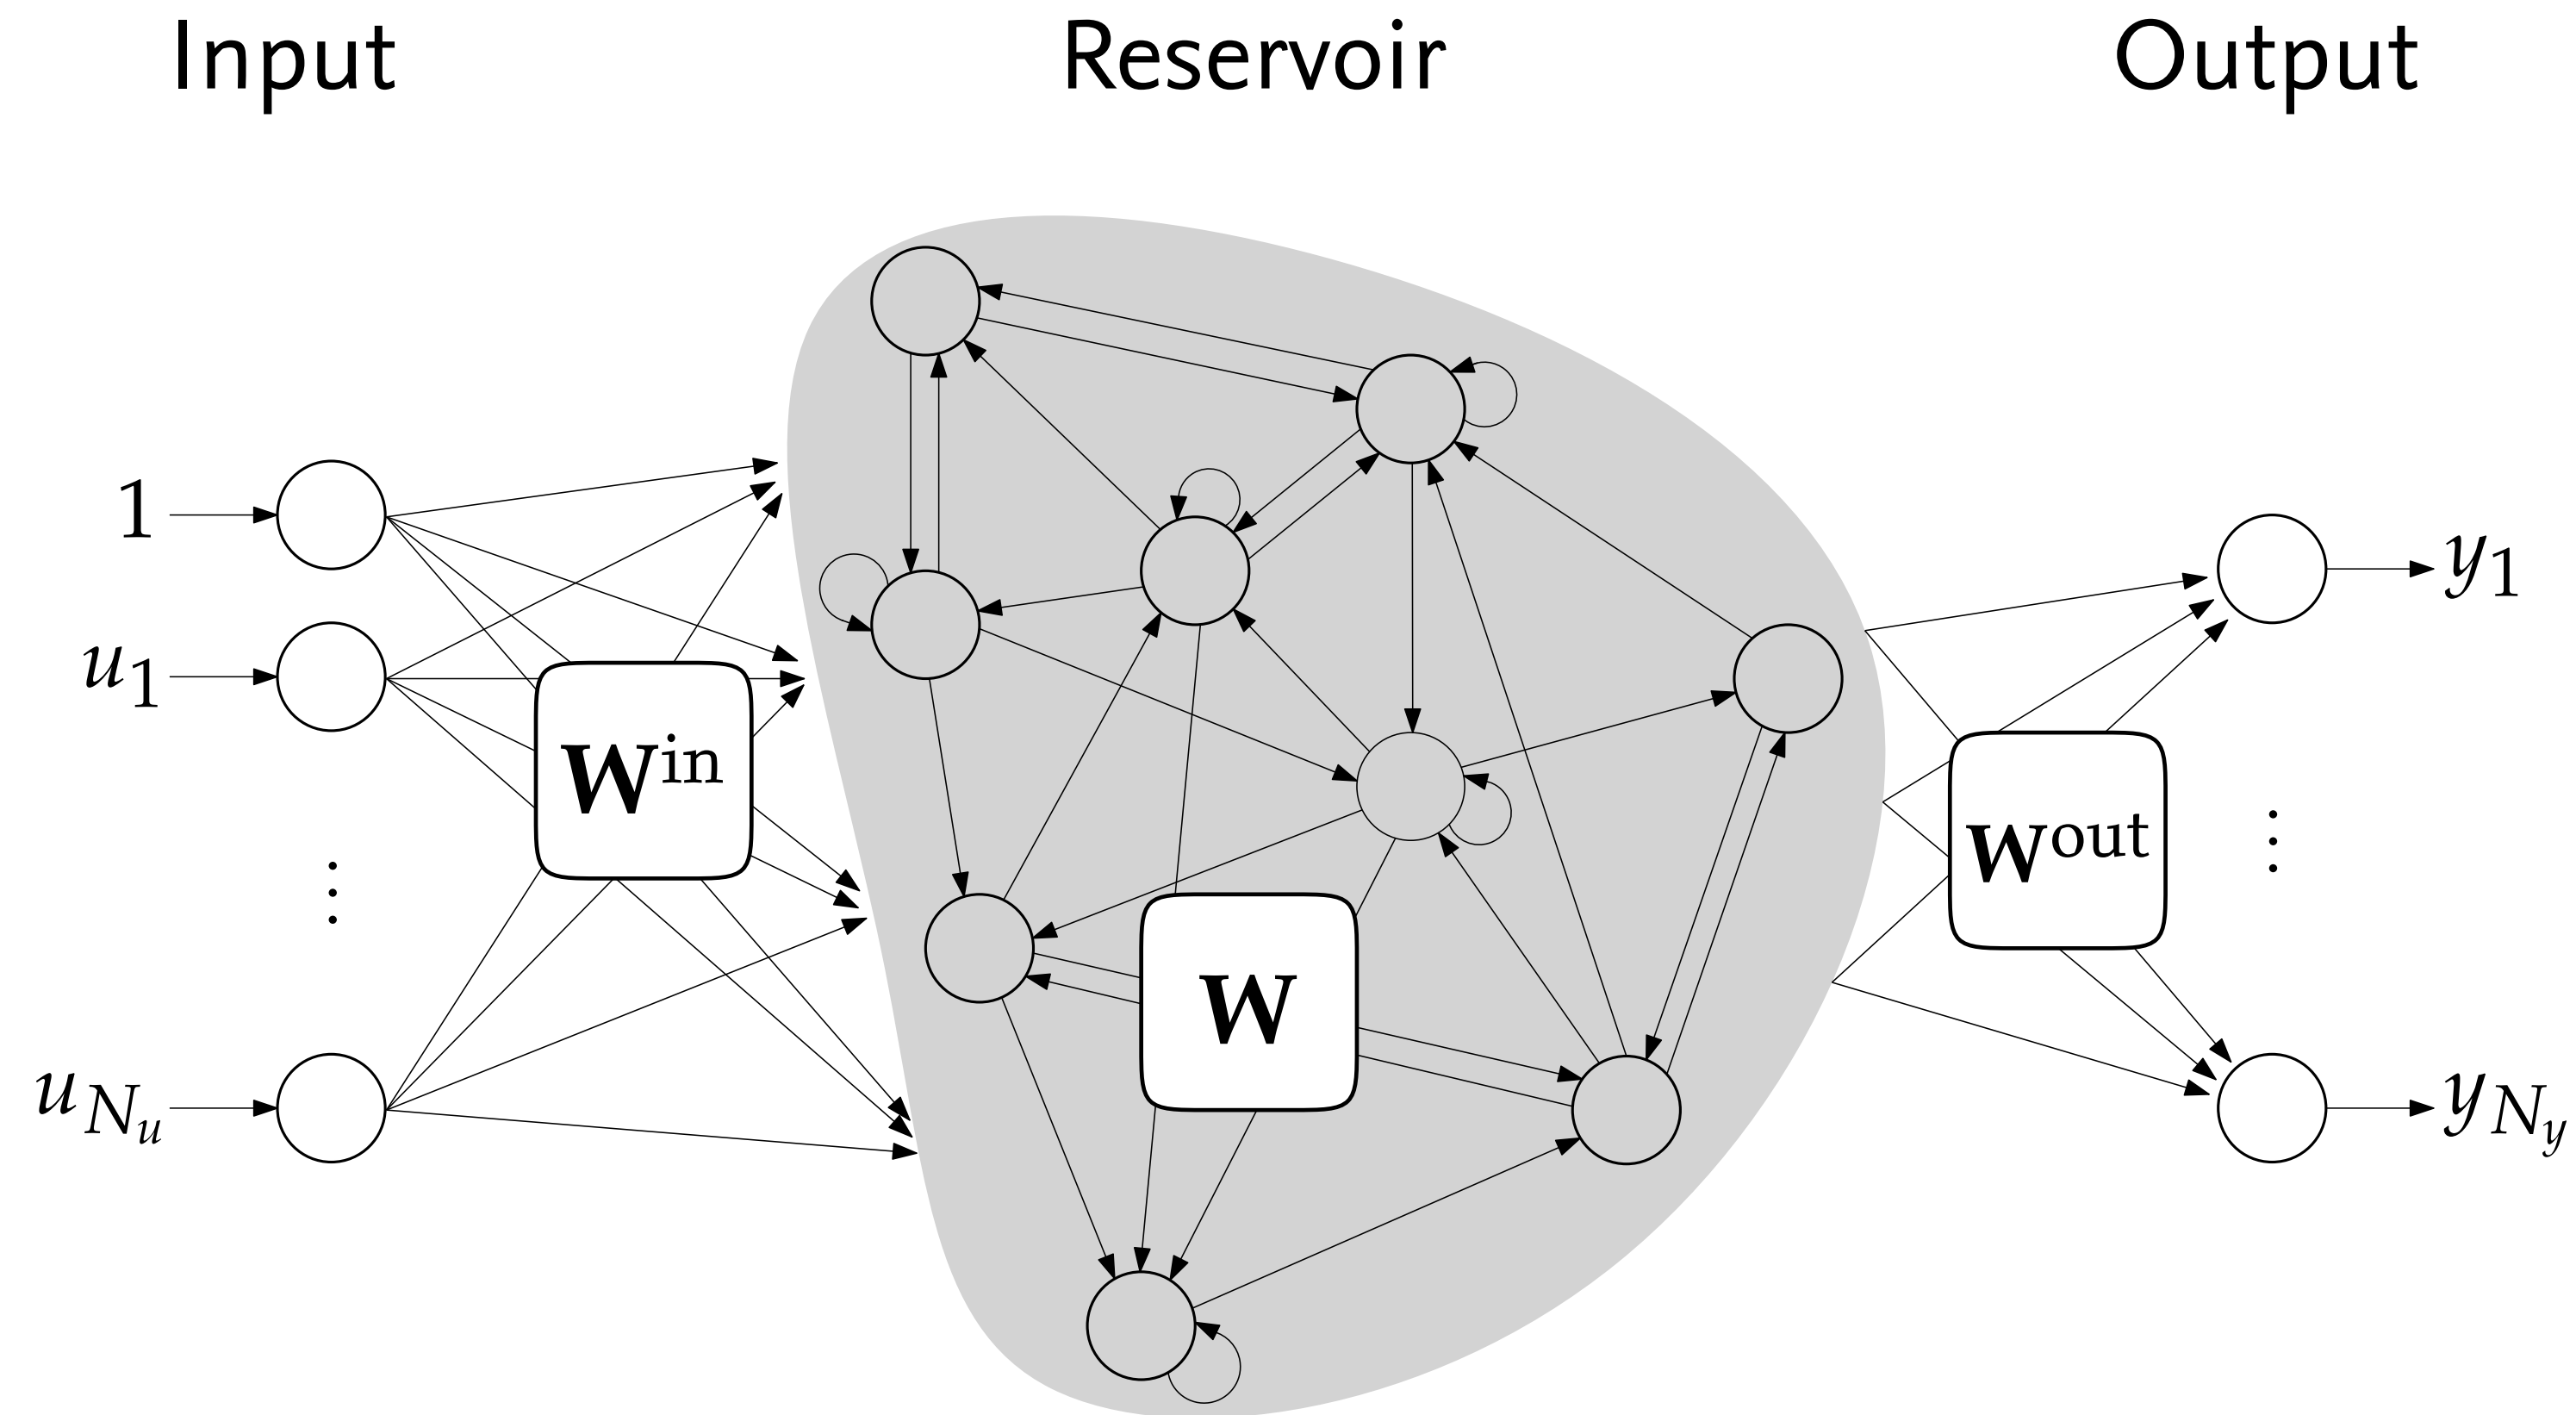 Input Reservoir Output
1
u1
⋮
uNu
Win
W
Wout
y1
⋮
yNy